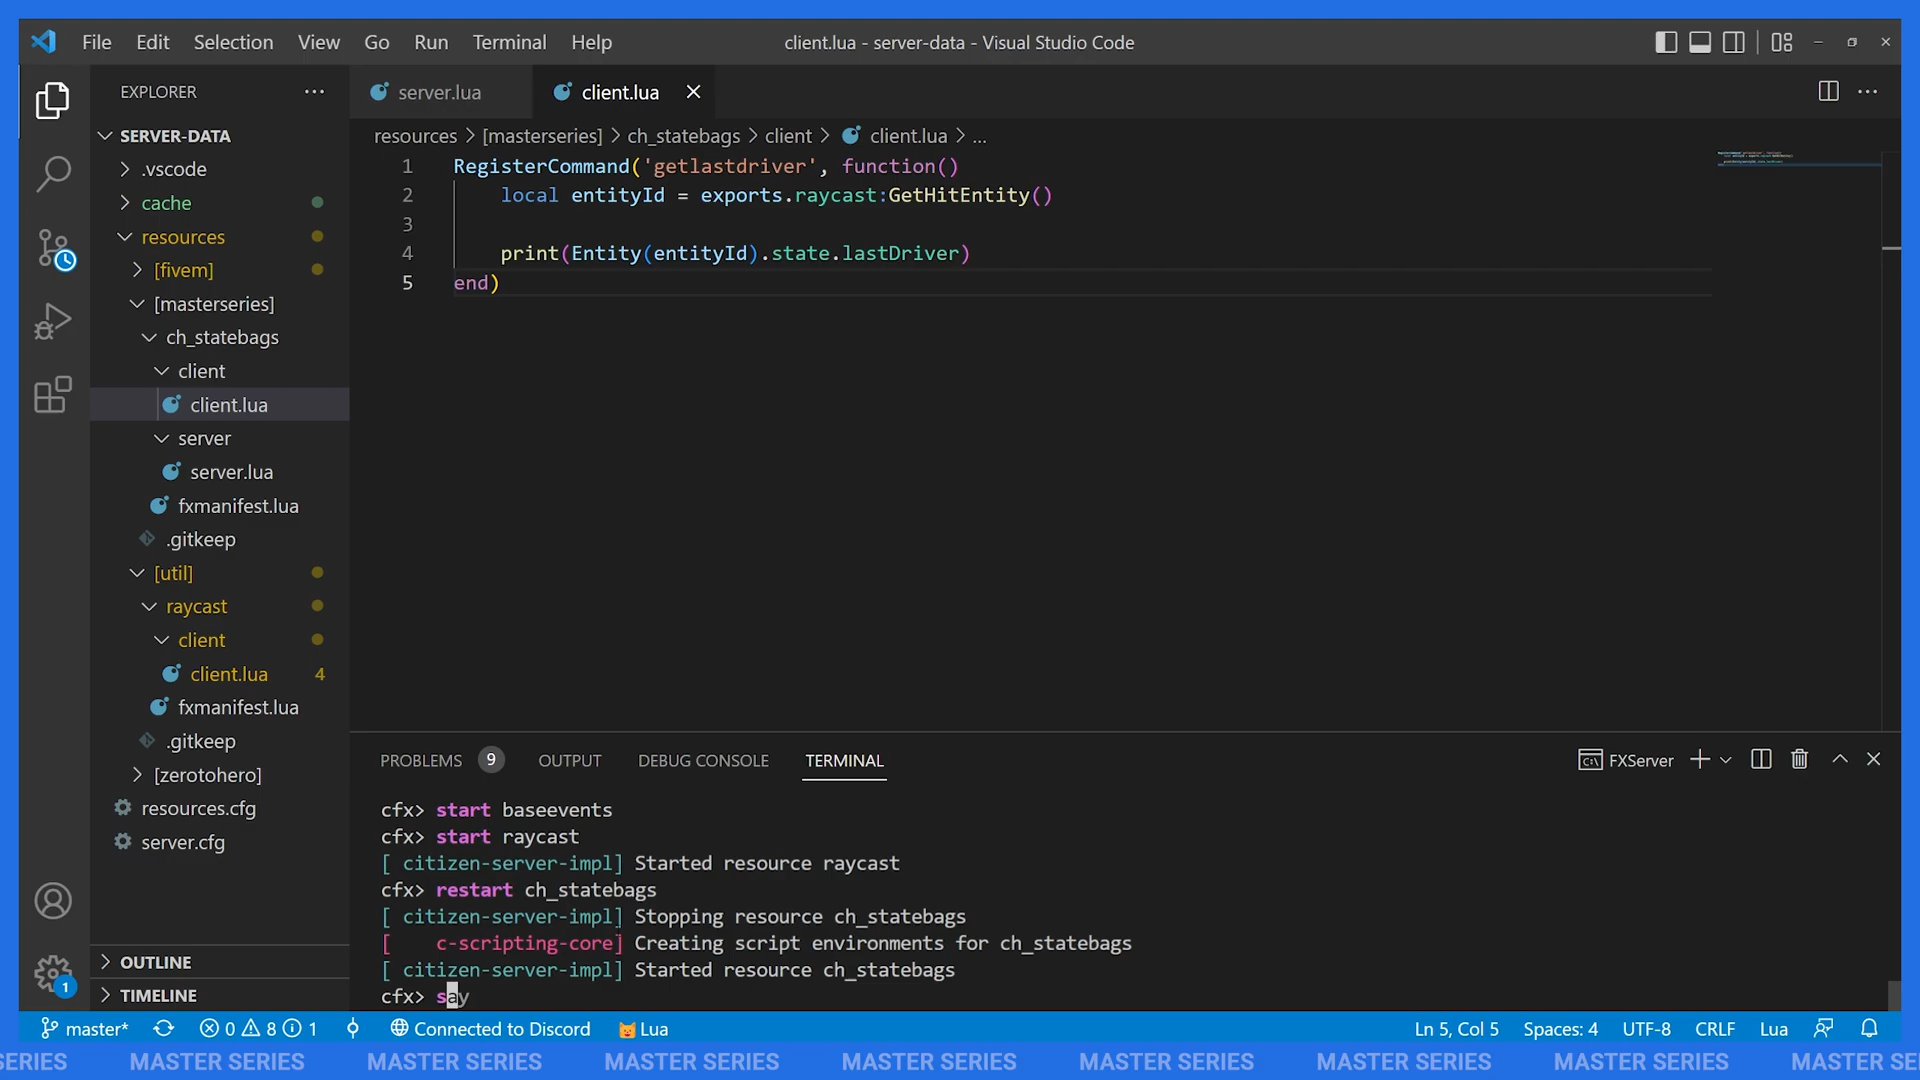 File Edit Selection View Go Run Terminal Help
client.lua - server-data - Visual Studio Code
EXPLORER
SERVER-DATA
.vscode
cache
resources
[fivem]
[masterseries]
ch_statebags
client
client.lua
server
server.lua
fxmanifest.lua
.gitkeep
[util]
raycast
client
client.lua 4
fxmanifest.lua
.gitkeep
[zerotohero]
resources.cfg
server.cfg
OUTLINE
TIMELINE
1
server.lua client.lua
resources > [masterseries] > ch_statebags > client > client.lua > ...
1 RegisterCommand('getlastdriver', function()
2 local entityId = exports.raycast:GetHitEntity()
3
4 print(Entity(entityId).state.lastDriver)
5 end)
PROBLEMS 9 OUTPUT DEBUG CONSOLE TERMINAL
FXServer
cfx> start baseevents
cfx> start raycast
[ citizen-server-impl] Started resource raycast
cfx> restart ch_statebags
[ citizen-server-impl] Stopping resource ch_statebags
[ c-scripting-core] Creating script environments for ch_statebags
[ citizen-server-impl] Started resource ch_statebags
cfx> say
master* 0 8 1 Connected to Discord Lua Ln 5, Col 5 Spaces: 4 UTF-8 CRLF Lua
SERIES MASTER SERIES MASTER SERIES MASTER SERIES MASTER SERIES MASTER SERIES MASTER SERIES MASTER SERIES MASTER SE